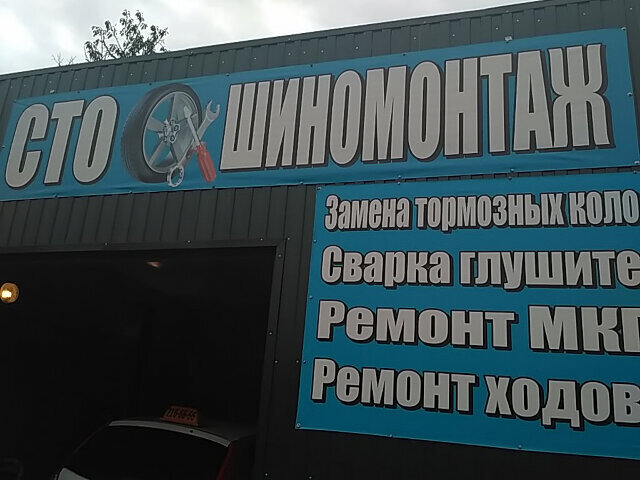 СТО ШИНОМОНТАЖ
Замена тормозных коло
Сварка глушите
Ремонт МКП
Ремонт ходов